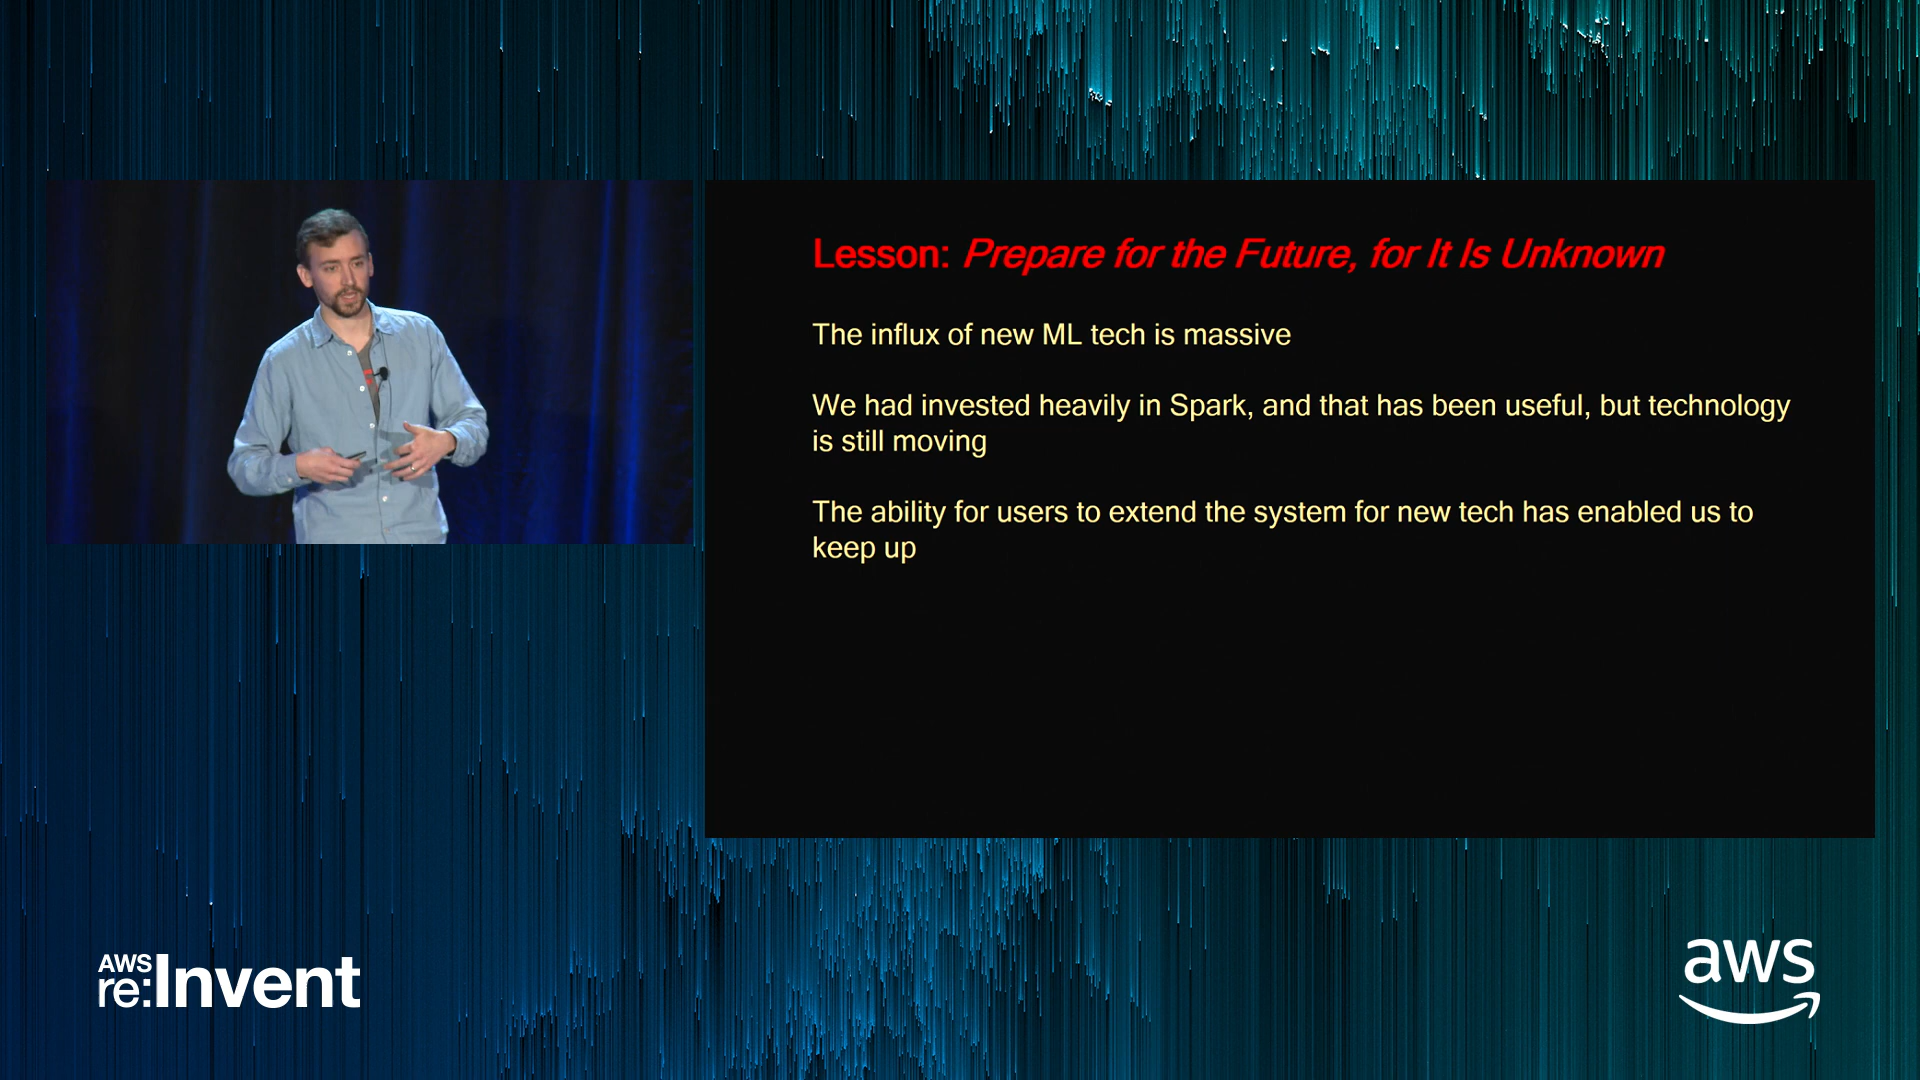 Lesson: Prepare for the Future, for It Is Unknown
The influx of new ML tech is massive
We had invested heavily in Spark, and that has been useful, but technology
is still moving
The ability for users to extend the system for new tech has enabled us to
keep up
AWS
re:Invent
aws